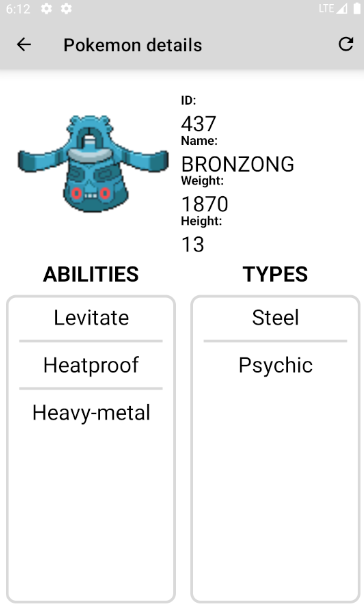 6:12 LTE
Pokemon details
ID:
437
Name:
BRONZONG
Weight:
1870
Height:
13
ABILITIES
Levitate
Heatproof
Heavy-metal
TYPES
Steel
Psychic